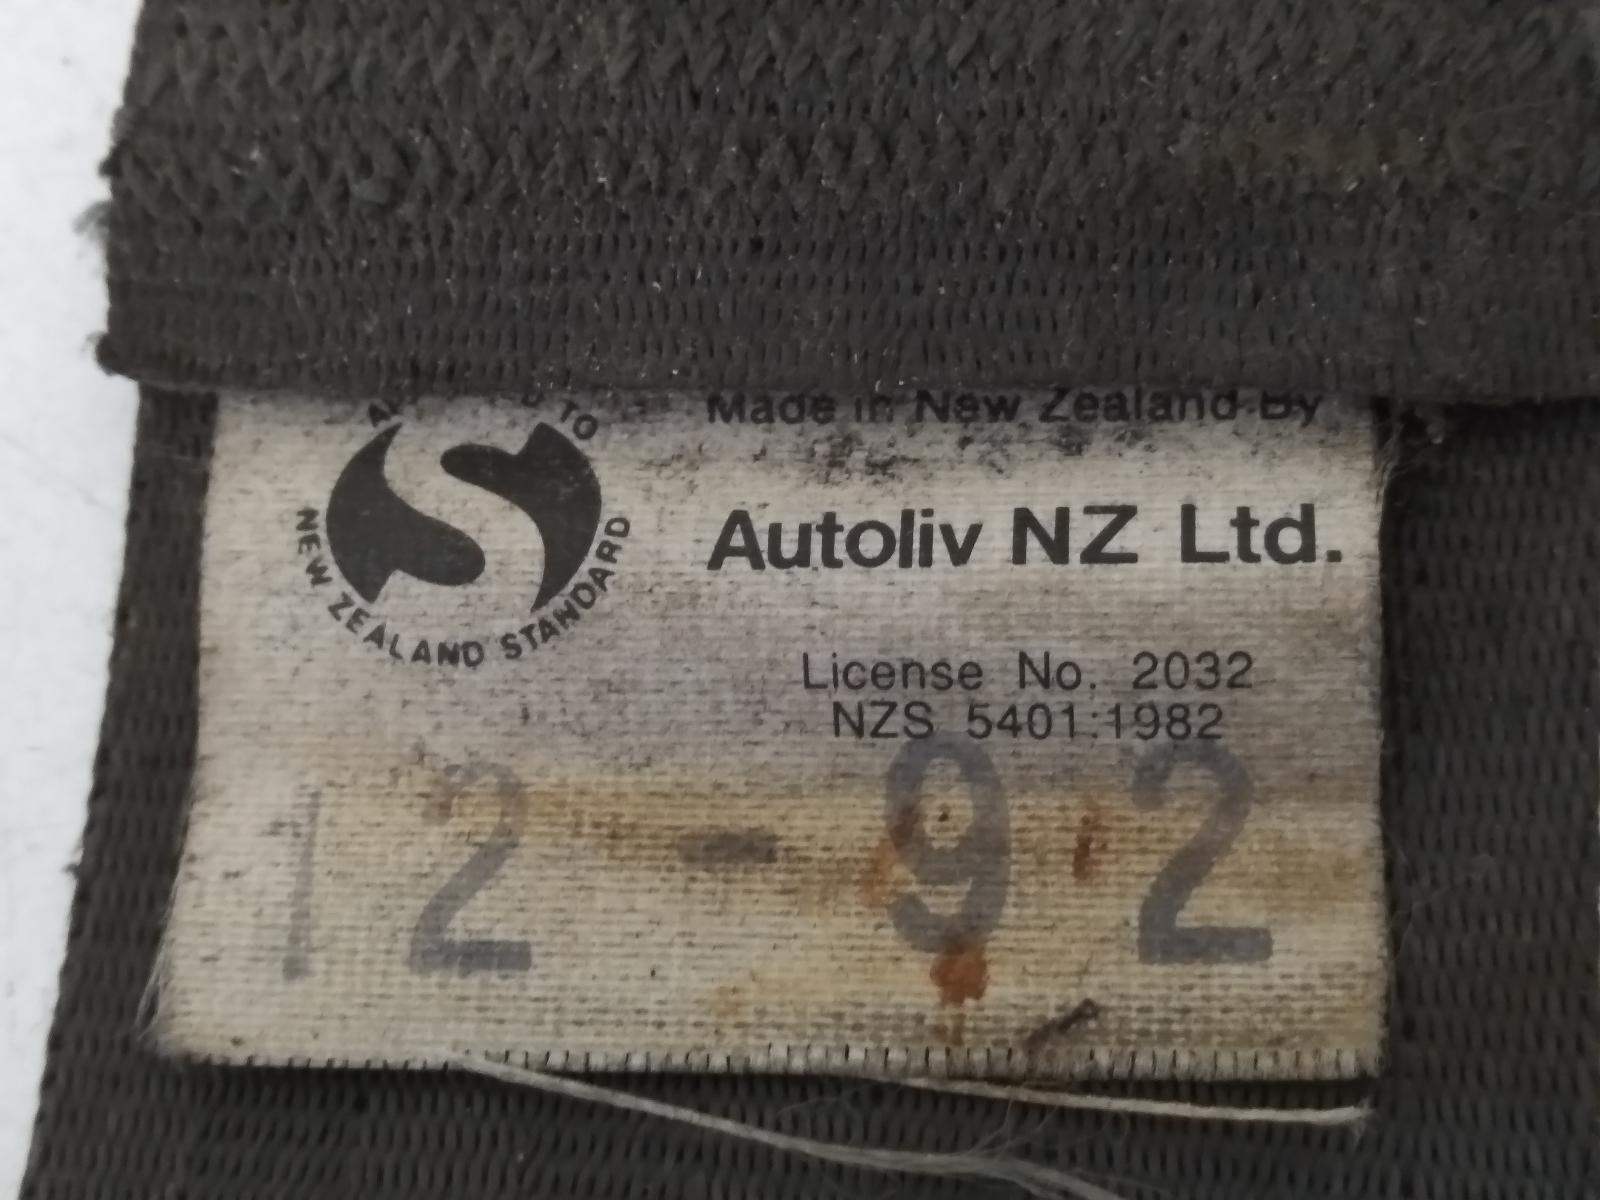 TO
NEW ZEALAND STANDARD
Made in New Zealand By
Autoliv NZ Ltd.
License No. 2032
NZS 5401:1982
12-92